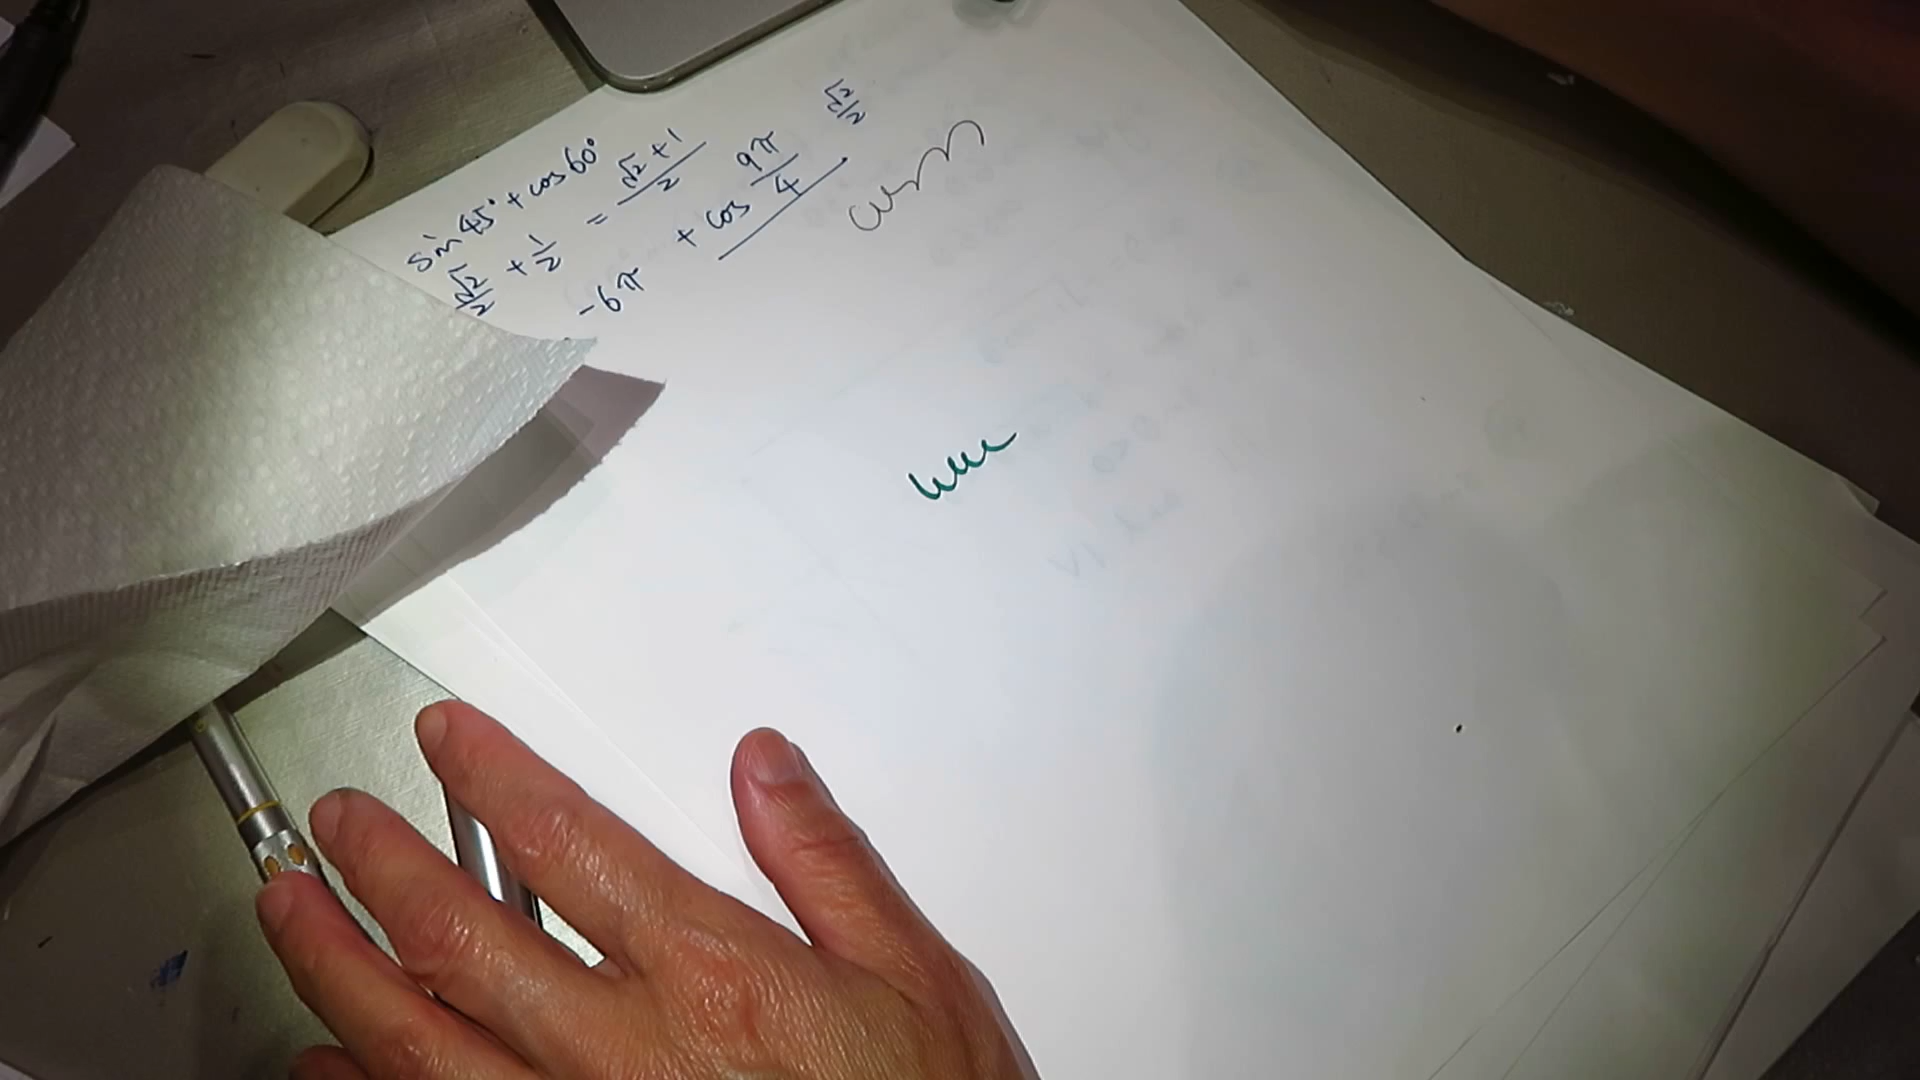 sin 45° + cos 60°
√2/2 + 1/2 = (√2 + 1)/2
-6π + cos 9π/4
√2/2